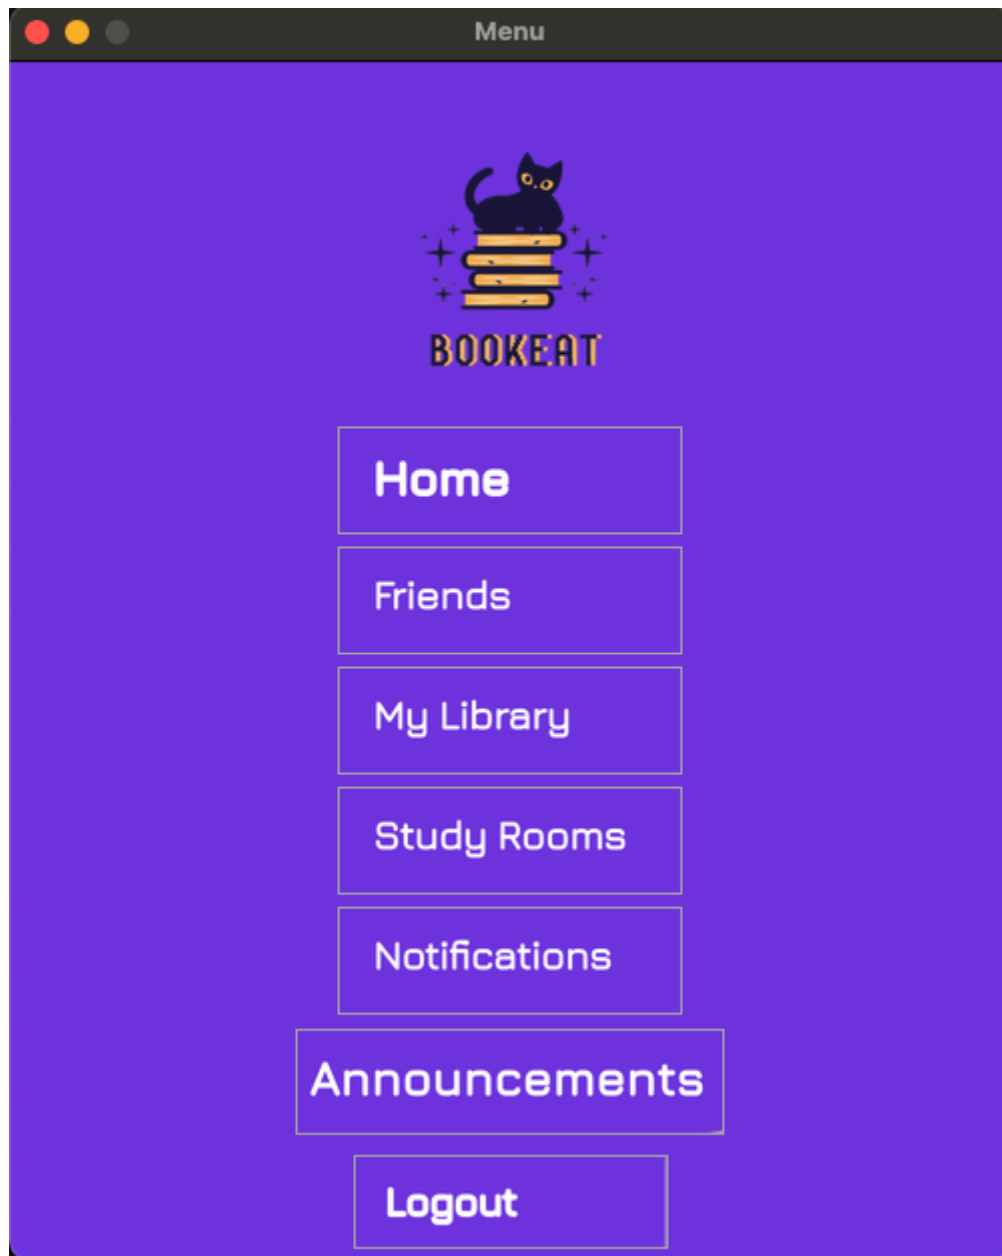 Menu
BOOKEAT
Home
Friends
My Library
Study Rooms
Notifications
Announcements
Logout